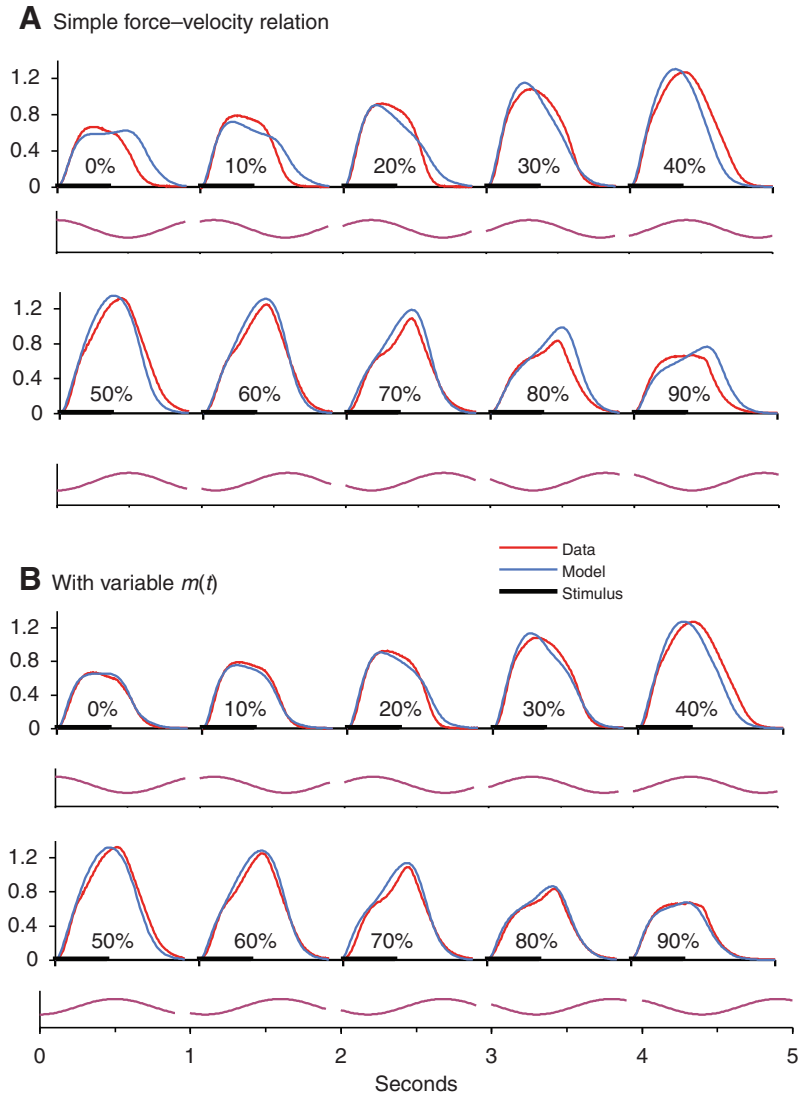 A Simple force–velocity relation
1.2
0.8
0.4
0
0% 10% 20% 30% 40%
1.2
0.8
0.4
0
50% 60% 70% 80% 90%
Data
Model
Stimulus
B With variable m(t)
1.2
0.8
0.4
0
0% 10% 20% 30% 40%
1.2
0.8
0.4
0
50% 60% 70% 80% 90%
0 1 2 3 4 5
Seconds